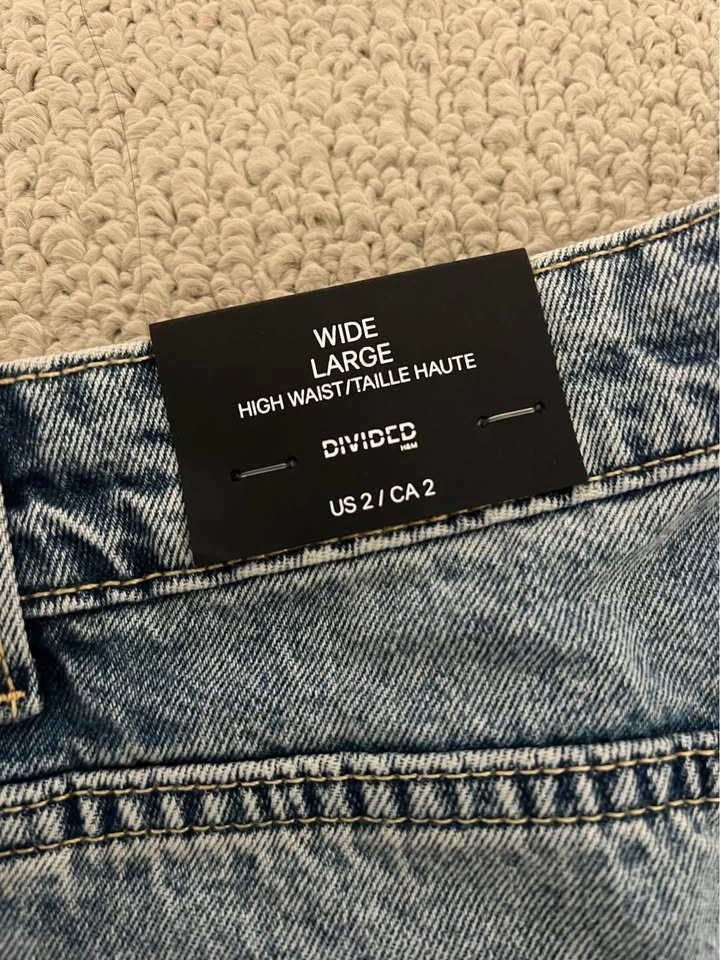 WIDE
LARGE
HIGH WAIST/TAILLE HAUTE
DIVIDED
H&M
US 2 / CA 2